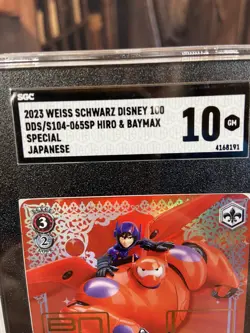 SGC
2023 WEISS SCHWARZ DISNEY 100
DDS/S104-065SP HIRO & BAYMAX
SPECIAL
JAPANESE
10 GM
4168191
3
2